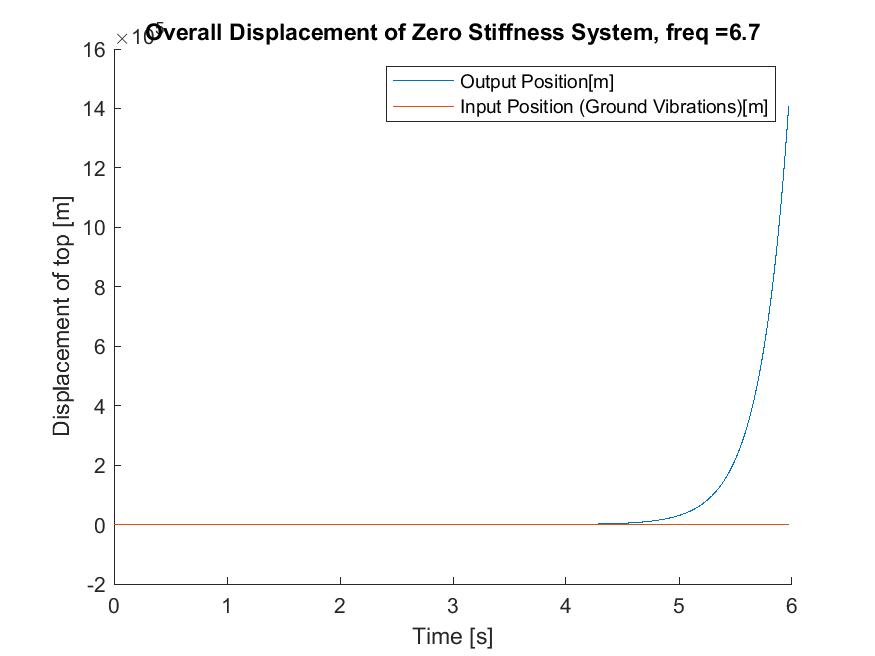 Overall Displacement of Zero Stiffness System, freq =6.7
×10⁵
Output Position[m]
Input Position (Ground Vibrations)[m]
Displacement of top [m]
16
14
12
10
8
6
4
2
0
-2
0 1 2 3 4 5 6
Time [s]